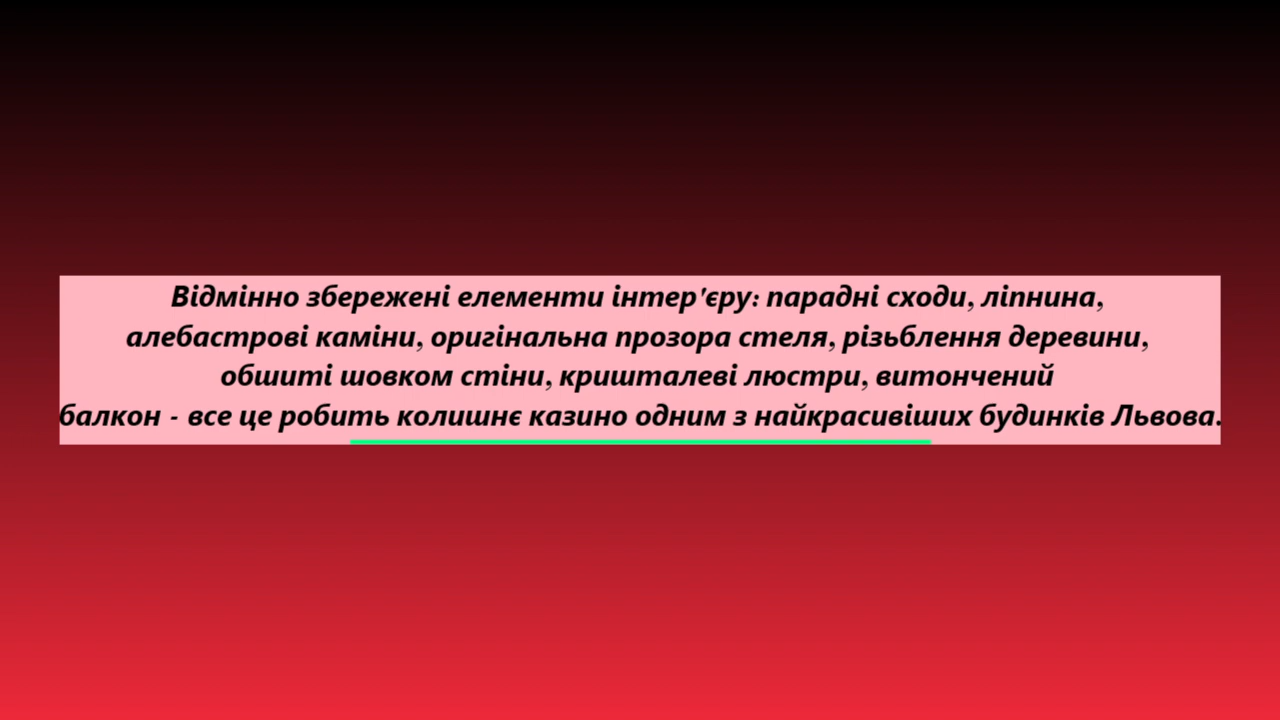 Відмінно збережені елементи інтер'єру: парадні сходи, ліпнина,
алебастрові каміни, оригінальна прозора стеля, різьблення деревини,
обшиті шовком стіни, кришталеві люстри, витончений
балкон - все це робить колишнє казино одним з найкрасивіших будинків Львова.